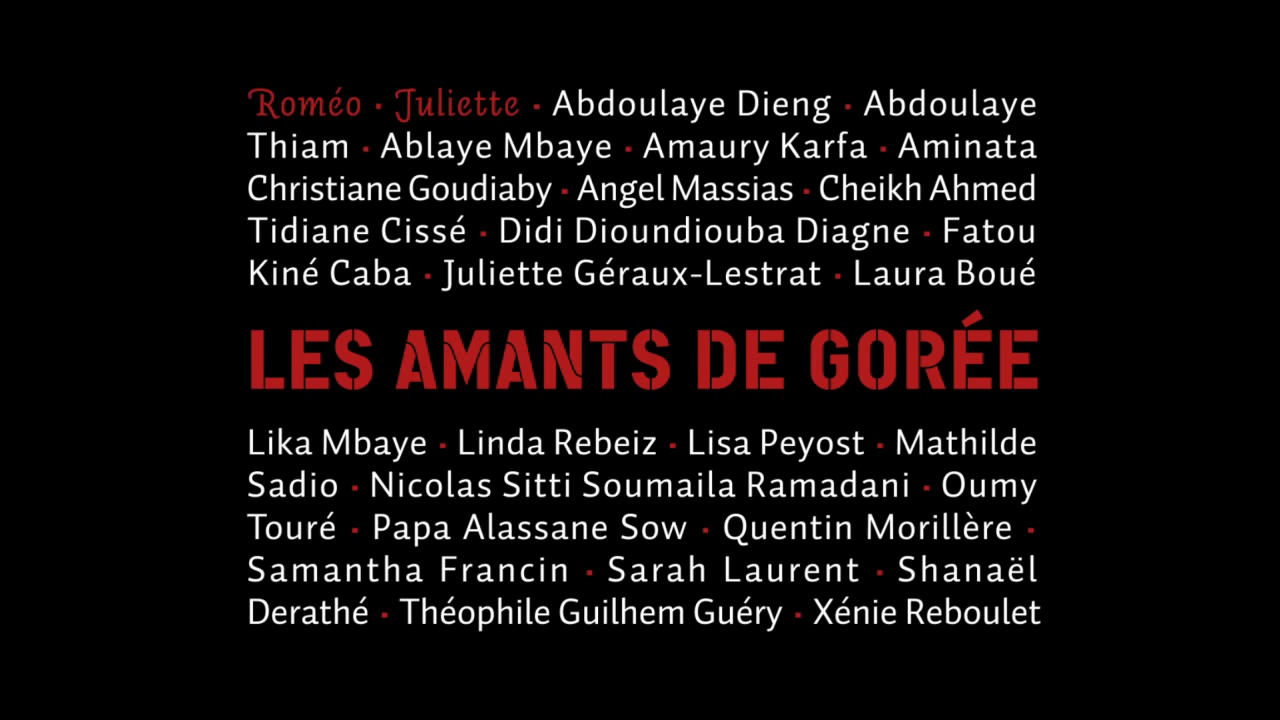 Roméo · Juliette · Abdoulaye Dieng · Abdoulaye
Thiam · Ablaye Mbaye · Amaury Karfa · Aminata
Christiane Goudiaby · Angel Massias · Cheikh Ahmed
Tidiane Cissé · Didi Dioundiouba Diagne · Fatou
Kiné Caba · Juliette Géraux-Lestrat · Laura Boué
LES AMANTS DE GORÉE
Lika Mbaye · Linda Rebeiz · Lisa Peyost · Mathilde
Sadio · Nicolas Sitti Soumaila Ramadani · Oumy
Touré · Papa Alassane Sow · Quentin Morillère ·
Samantha Francin · Sarah Laurent · Shanaël
Derathé · Théophile Guilhem Guéry · Xénie Reboulet